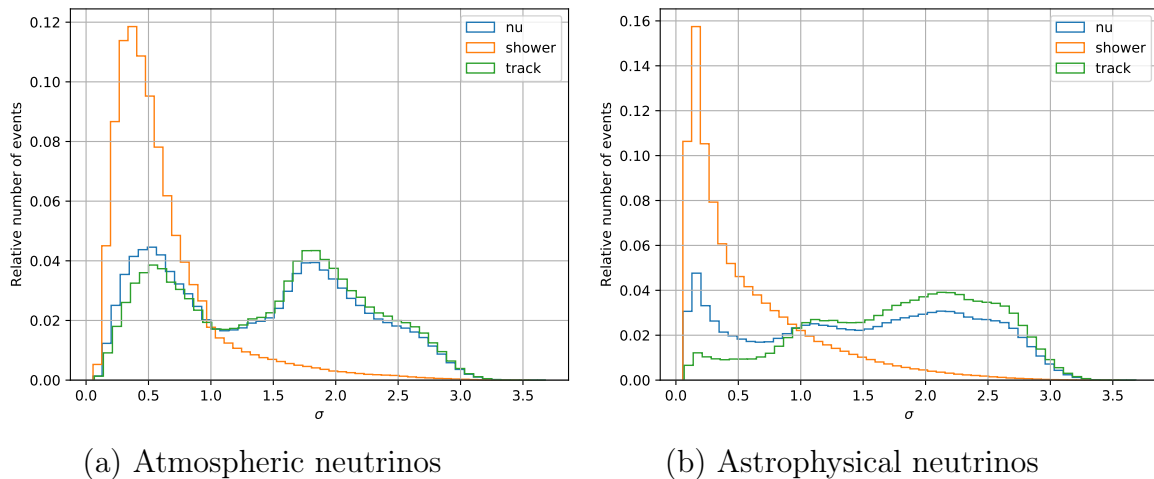 0.12
0.10
0.08
0.06
0.04
0.02
0.00
Relative number of events
nu
shower
track
0.0 0.5 1.0 1.5 2.0 2.5 3.0 3.5
σ
(a) Atmospheric neutrinos
0.16
0.14
0.12
0.10
0.08
0.06
0.04
0.02
0.00
Relative number of events
nu
shower
track
0.0 0.5 1.0 1.5 2.0 2.5 3.0 3.5
σ
(b) Astrophysical neutrinos